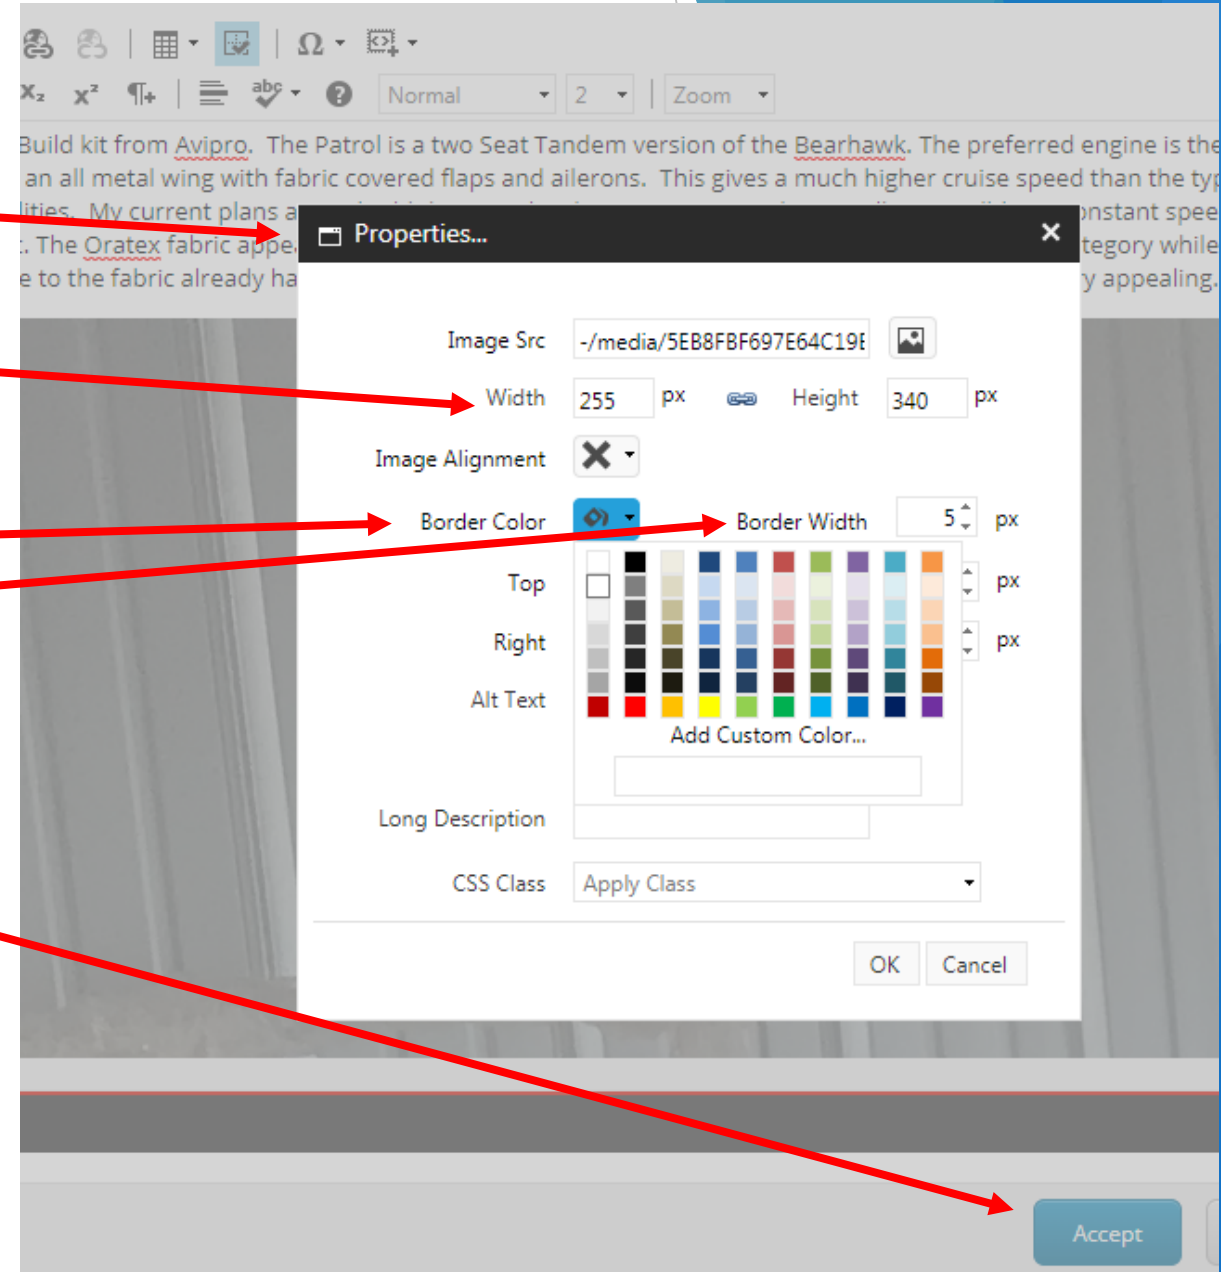 Ω
X₂ x² ¶+ abc ? Normal 2 Zoom
Build kit from Avipro. The Patrol is a two Seat Tandem version of the Bearhawk. The preferred engine is the
an all metal wing with fabric covered flaps and ailerons. This gives a much higher cruise speed than the typ
lities. My current plans a onstant spee
. The Oratex fabric appe tegory while
e to the fabric already ha y appealing.
Properties...
Image Src -/media/5EB8FBF697E64C19E
Width 255 px Height 340 px
Image Alignment
Border Color Border Width 5 px
Top px
Right px
Alt Text
Add Custom Color...
Long Description
CSS Class Apply Class
OK Cancel
Accept